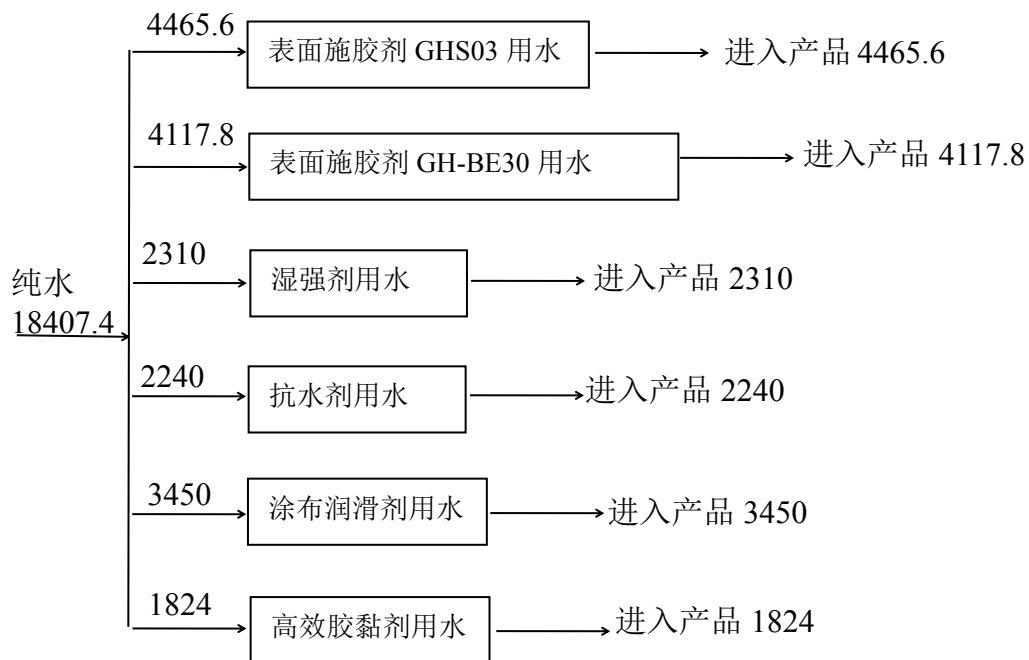 4465.6
表面施胶剂 GHS03 用水
进入产品 4465.6
4117.8
表面施胶剂 GH-BE30 用水
进入产品 4117.8
2310
湿强剂用水
进入产品 2310
纯水
18407.4
2240
抗水剂用水
进入产品 2240
3450
涂布润滑剂用水
进入产品 3450
1824
高效胶黏剂用水
进入产品 1824